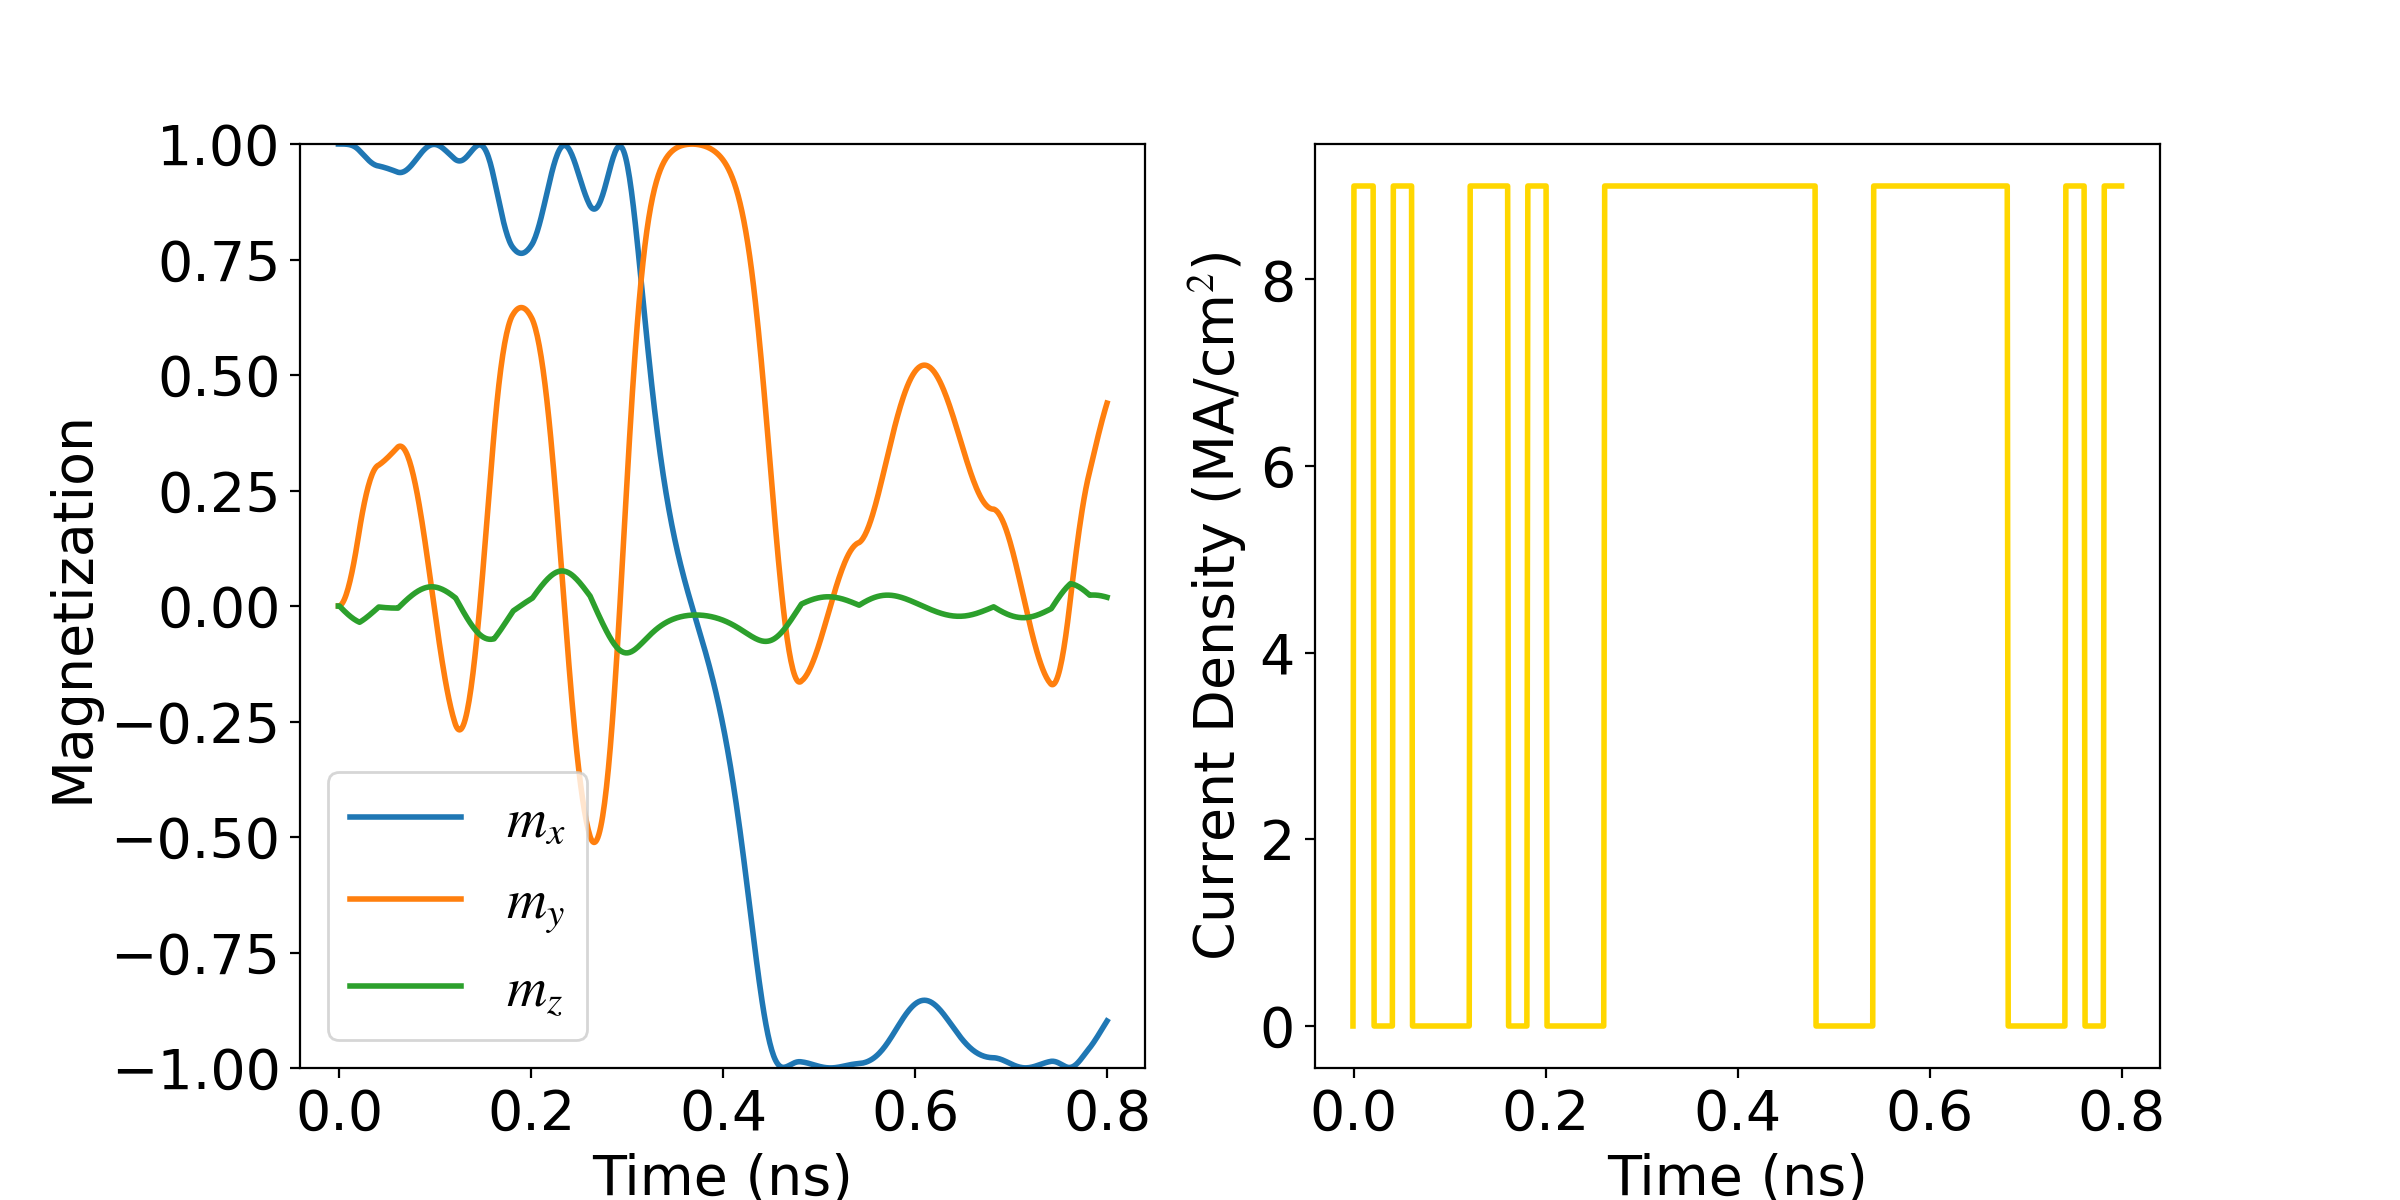 1.00
0.75
0.50
0.25
0.00
−0.25
−0.50
−0.75
−1.00
Magnetization
m_x
m_y
m_z
0.0 0.2 0.4 0.6 0.8
Time (ns)
8
6
4
2
0
Current Density (MA/cm²)
0.0 0.2 0.4 0.6 0.8
Time (ns)